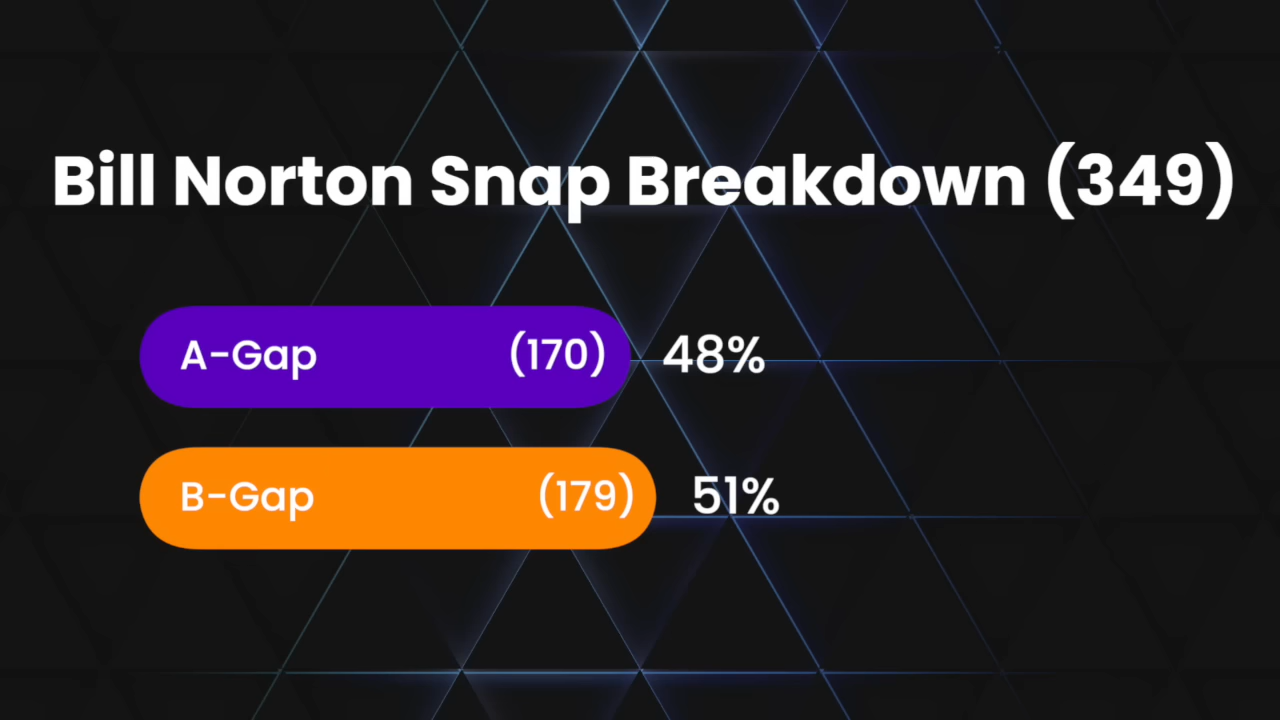 Bill Norton Snap Breakdown (349)
A-Gap (170) 48%
B-Gap (179) 51%